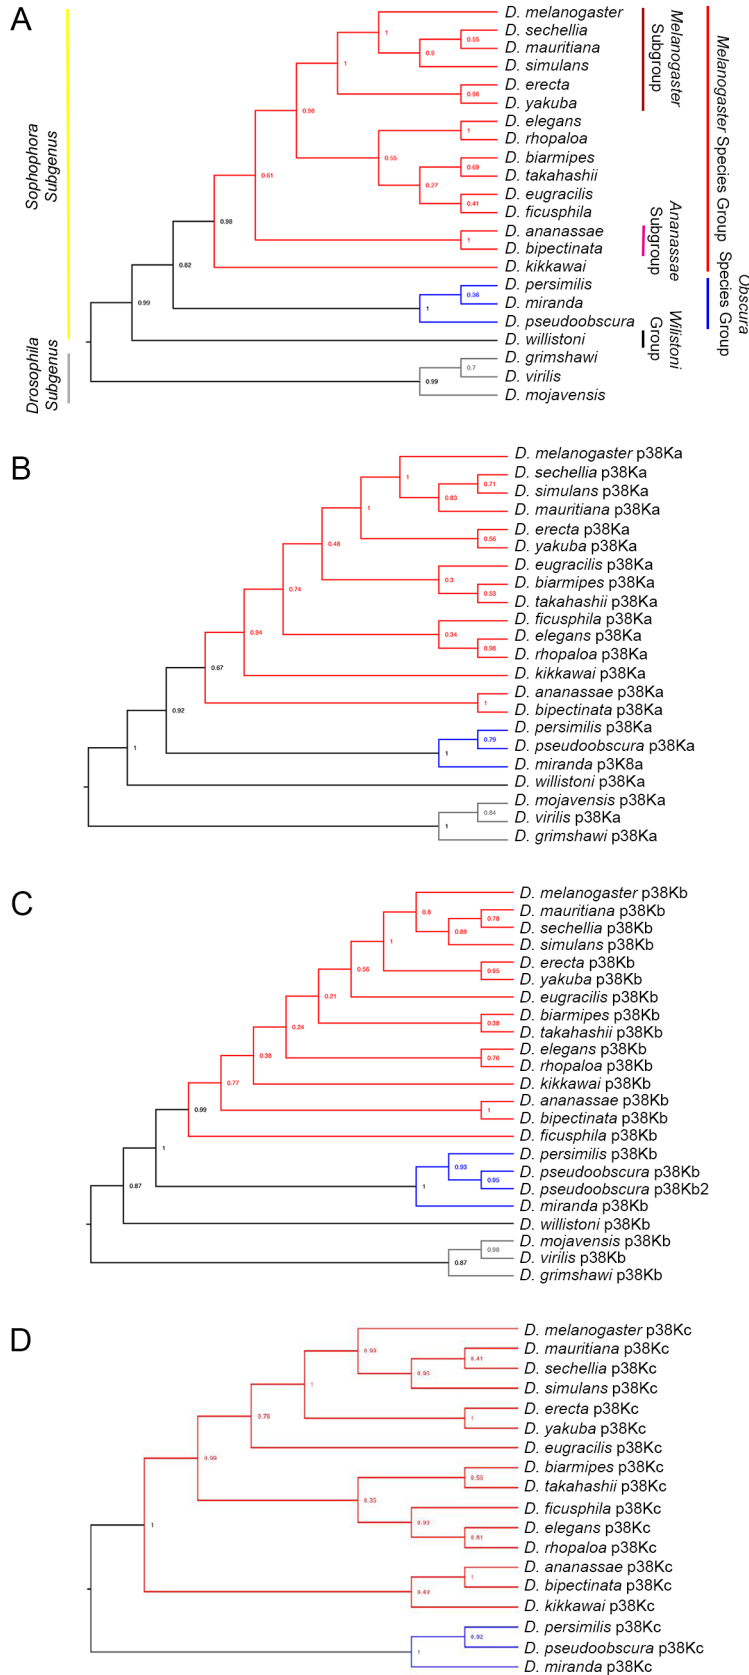 A
D. melanogaster
D. sechellia
D. mauritiana
D. simulans
D. erecta
D. yakuba
D. elegans
D. rhopaloa
D. biarmipes
D. takahashii
D. eugracilis
D. ficusphila
D. ananassae
D. bipectinata
D. kikkawai
D. persimilis
D. miranda
D. pseudoobscura
D. willistoni
D. grimshawi
D. virilis
D. mojavensis
1
0.55
0.9
1
0.96
0.98
1
0.55
0.69
0.27
0.41
0.61
1
0.98
0.82
0.36
1
0.99
0.7
0.99
Sophophora
Subgenus
Drosophila
Subgenus
Melanogaster
Subgroup
Ananassae
Subgroup
Wilistoni
Group
Melanogaster Species Group
Obscura
Species Group
B
D. melanogaster p38Ka
D. sechellia p38Ka
D. simulans p38Ka
D. mauritiana p38Ka
D. erecta p38Ka
D. yakuba p38Ka
D. eugracilis p38Ka
D. biarmipes p38Ka
D. takahashii p38Ka
D. ficusphila p38Ka
D. elegans p38Ka
D. rhopaloa p38Ka
D. kikkawai p38Ka
D. ananassae p38Ka
D. bipectinata p38Ka
D. persimilis p38Ka
D. pseudoobscura p38Ka
D. miranda p3K8a
D. willistoni p38Ka
D. mojavensis p38Ka
D. virilis p38Ka
D. grimshawi p38Ka
1
0.71
0.83
1
0.56
0.48
0.3
0.53
0.74
0.34
0.98
0.94
0.67
1
0.92
0.79
1
1
0.84
1
C
D. melanogaster p38Kb
D. mauritiana p38Kb
D. sechellia p38Kb
D. simulans p38Kb
D. erecta p38Kb
D. yakuba p38Kb
D. eugracilis p38Kb
D. biarmipes p38Kb
D. takahashii p38Kb
D. elegans p38Kb
D. rhopaloa p38Kb
D. kikkawai p38Kb
D. ananassae p38Kb
D. bipectinata p38Kb
D. ficusphila p38Kb
D. persimilis p38Kb
D. pseudoobscura p38Kb
D. pseudoobscura p38Kb2
D. miranda p38Kb
D. willistoni p38Kb
D. mojavensis p38Kb
D. virilis p38Kb
D. grimshawi p38Kb
0.8
0.78
0.89
1
0.95
0.56
0.21
0.38
0.24
0.76
0.38
0.77
1
0.99
1
0.93
0.95
1
0.87
0.98
0.87
D
D. melanogaster p38Kc
D. mauritiana p38Kc
D. sechellia p38Kc
D. simulans p38Kc
D. erecta p38Kc
D. yakuba p38Kc
D. eugracilis p38Kc
D. biarmipes p38Kc
D. takahashii p38Kc
D. ficusphila p38Kc
D. elegans p38Kc
D. rhopaloa p38Kc
D. ananassae p38Kc
D. bipectinata p38Kc
D. kikkawai p38Kc
D. persimilis p38Kc
D. pseudoobscura p38Kc
D. miranda p38Kc
0.99
0.41
0.95
1
1
0.76
0.99
0.55
0.35
0.93
0.81
1
1
0.92
1